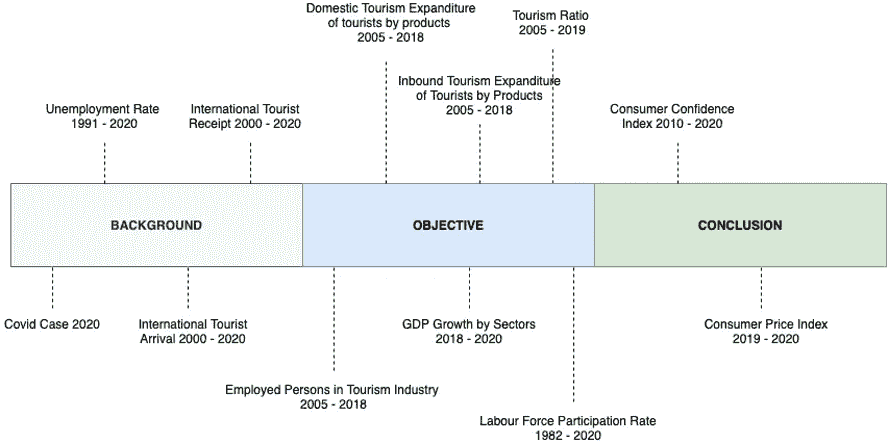 Domestic Tourism Expanditure
of tourists by products
2005 - 2018
Tourism Ratio
2005 - 2019
Inbound Tourism Expanditure
of Tourists by Products
2005 - 2018
Unemployment Rate
1991 - 2020
International Tourist
Receipt 2000 - 2020
Consumer Confidence
Index 2010 - 2020
BACKGROUND
OBJECTIVE
CONCLUSION
Covid Case 2020
International Tourist
Arrival 2000 - 2020
GDP Growth by Sectors
2018 - 2020
Consumer Price Index
2019 - 2020
Employed Persons in Tourism Industry
2005 - 2018
Labour Force Participation Rate
1982 - 2020